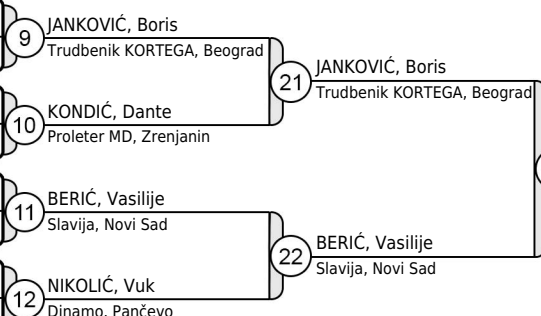 9
JANKOVIĆ, Boris
Trudbenik KORTEGA, Beograd
10
KONDIĆ, Dante
Proleter MD, Zrenjanin
21
JANKOVIĆ, Boris
Trudbenik KORTEGA, Beograd
11
BERIĆ, Vasilije
Slavija, Novi Sad
12
NIKOLIĆ, Vuk
Dinamo, Pančevo
22
BERIĆ, Vasilije
Slavija, Novi Sad